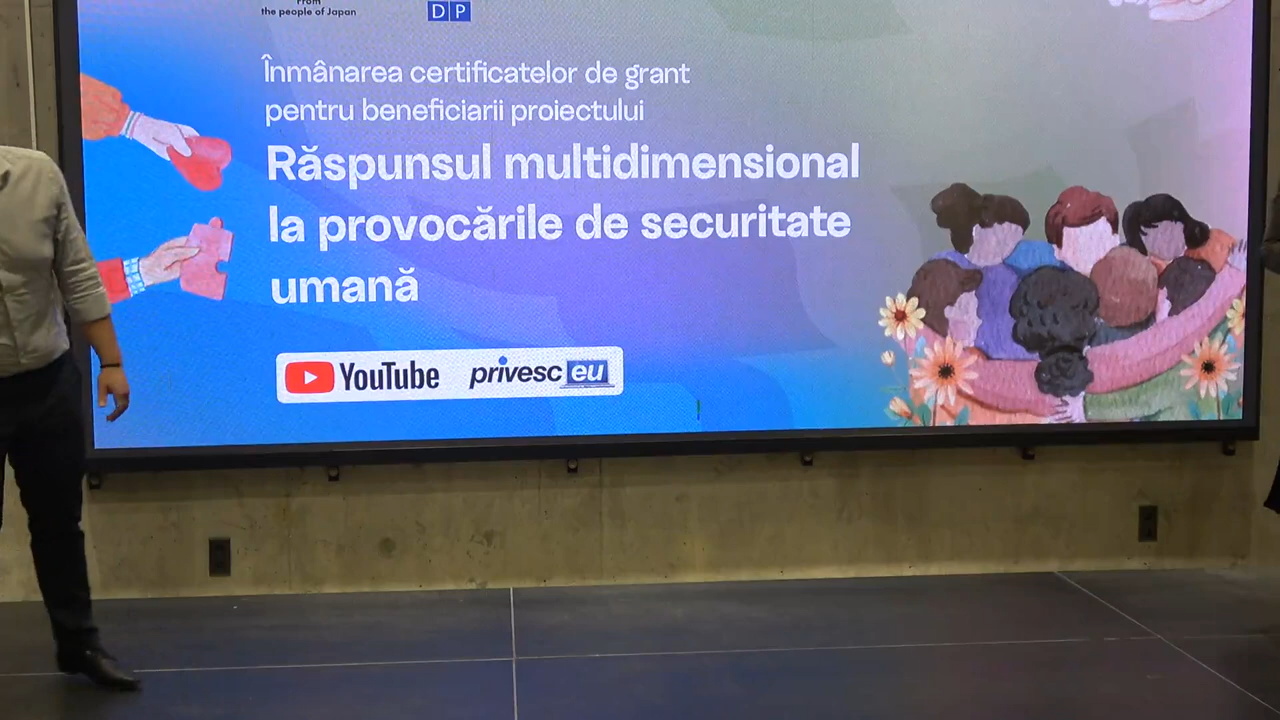 From
the people of Japan
D P
Înmânarea certificatelor de grant
pentru beneficiarii proiectului
Răspunsul multidimensional
la provocările de securitate
umană
YouTube privesc eu